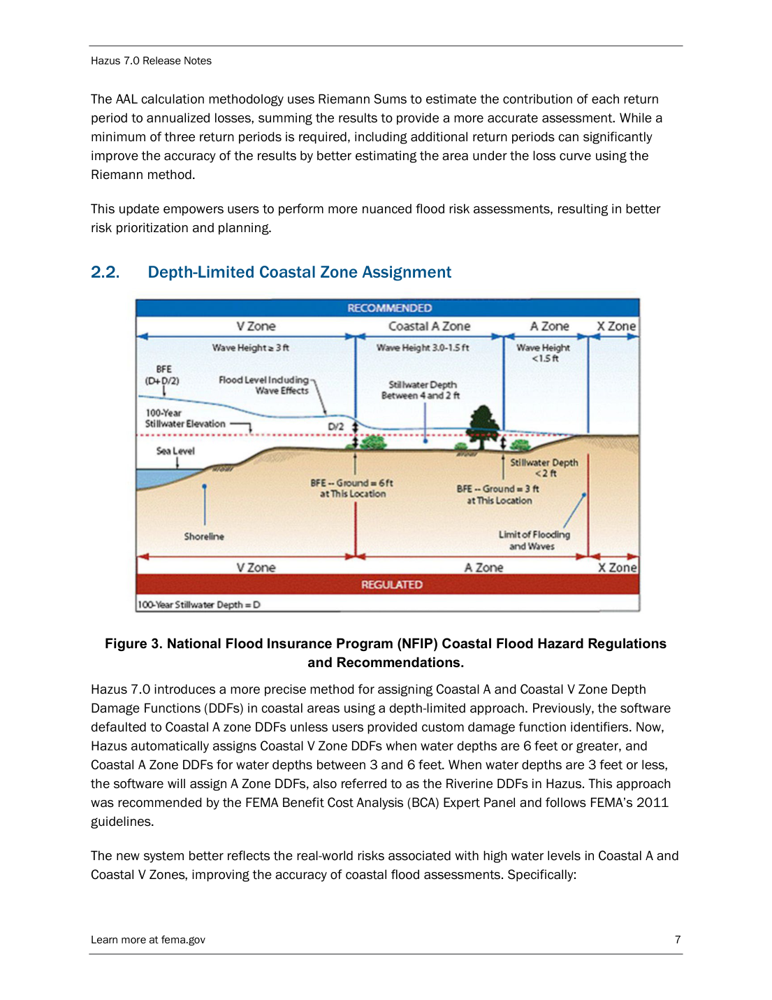 Hazus 7.0 Release Notes
The AAL calculation methodology uses Riemann Sums to estimate the contribution of each return
period to annualized losses, summing the results to provide a more accurate assessment. While a
minimum of three return periods is required, including additional return periods can significantly
improve the accuracy of the results by better estimating the area under the loss curve using the
Riemann method.
This update empowers users to perform more nuanced flood risk assessments, resulting in better
risk prioritization and planning.
2.2. Depth-Limited Coastal Zone Assignment
RECOMMENDED
V Zone
Coastal A Zone
A Zone
X Zone
Wave Height ≥ 3 ft
Wave Height 3.0-1.5 ft
Wave Height
<1.5 ft
BFE
(D+D/2)
Flood Level Including
Wave Effects
Stillwater Depth
Between 4 and 2 ft
100-Year
Stillwater Elevation
D/2
Sea Level
Stillwater Depth
<2 ft
BFE -- Ground = 6 ft
at This Location
BFE -- Ground = 3 ft
at This Location
Shoreline
Limit of Flooding
and Waves
V Zone
A Zone
X Zone
REGULATED
100-Year Stillwater Depth = D
Figure 3. National Flood Insurance Program (NFIP) Coastal Flood Hazard Regulations
and Recommendations.
Hazus 7.0 introduces a more precise method for assigning Coastal A and Coastal V Zone Depth
Damage Functions (DDFs) in coastal areas using a depth-limited approach. Previously, the software
defaulted to Coastal A zone DDFs unless users provided custom damage function identifiers. Now,
Hazus automatically assigns Coastal V Zone DDFs when water depths are 6 feet or greater, and
Coastal A Zone DDFs for water depths between 3 and 6 feet. When water depths are 3 feet or less,
the software will assign A Zone DDFs, also referred to as the Riverine DDFs in Hazus. This approach
was recommended by the FEMA Benefit Cost Analysis (BCA) Expert Panel and follows FEMA's 2011
guidelines.
The new system better reflects the real-world risks associated with high water levels in Coastal A and
Coastal V Zones, improving the accuracy of coastal flood assessments. Specifically:
Learn more at fema.gov
7